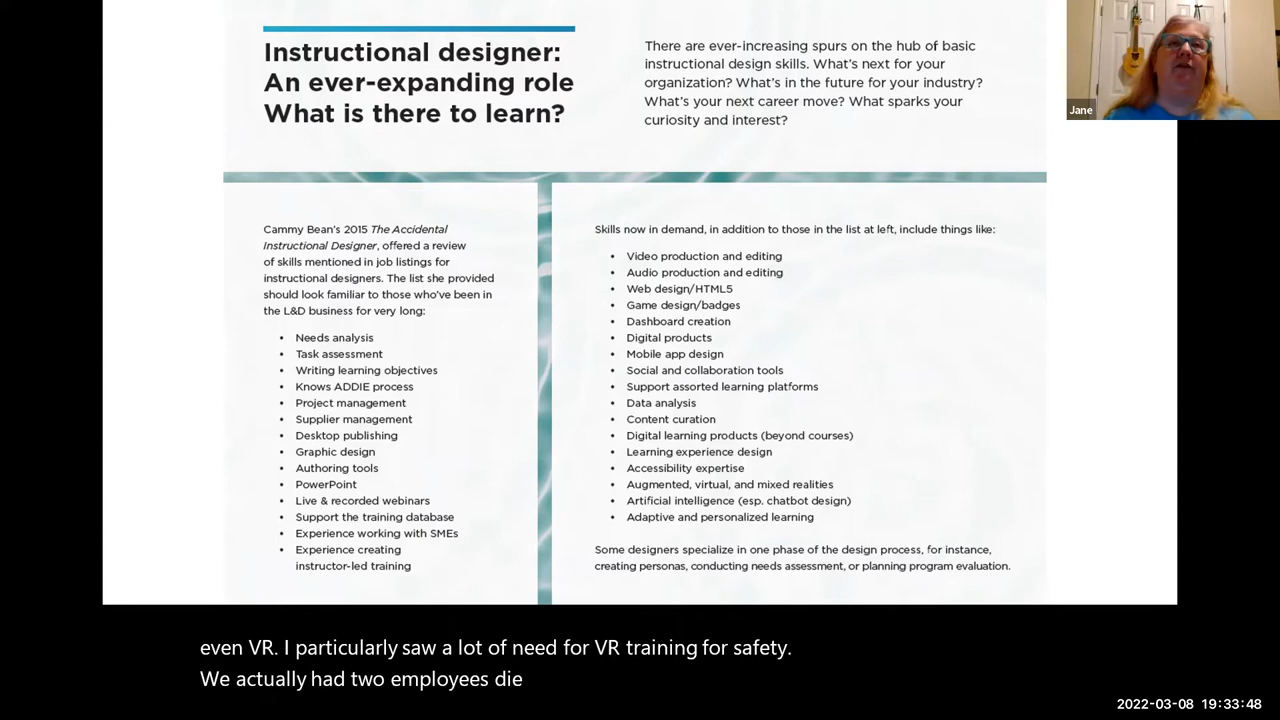 Instructional designer:
An ever-expanding role
What is there to learn?
There are ever-increasing spurs on the hub of basic
instructional design skills. What's next for your
organization? What's in the future for your industry?
What's your next career move? What sparks your
curiosity and interest?
Jane
Cammy Bean's 2015 The Accidental
Instructional Designer, offered a review
of skills mentioned in job listings for
instructional designers. The list she provided
should look familiar to those who've been in
the L&D business for very long:
• Needs analysis
• Task assessment
• Writing learning objectives
• Knows ADDIE process
• Project management
• Supplier management
• Desktop publishing
• Graphic design
• Authoring tools
• PowerPoint
• Live & recorded webinars
• Support the training database
• Experience working with SMEs
• Experience creating
instructor-led training
Skills now in demand, in addition to those in the list at left, include things like:
• Video production and editing
• Audio production and editing
• Web design/HTML5
• Game design/badges
• Dashboard creation
• Digital products
• Mobile app design
• Social and collaboration tools
• Support assorted learning platforms
• Data analysis
• Content curation
• Digital learning products (beyond courses)
• Learning experience design
• Accessibility expertise
• Augmented, virtual, and mixed realities
• Artificial intelligence (esp. chatbot design)
• Adaptive and personalized learning
Some designers specialize in one phase of the design process, for instance,
creating personas, conducting needs assessment, or planning program evaluation.
even VR. I particularly saw a lot of need for VR training for safety.
We actually had two employees die
2022-03-08 19:33:48